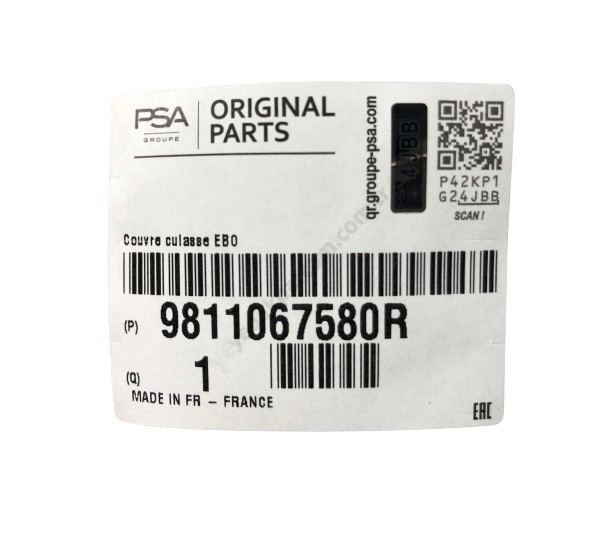 PSA
GROUPE
ORIGINAL
PARTS
qr.groupe-psa.com
PSA 4JBB
P42KP1
G24JBB
SCAN!
Couvre culasse EB0
(P) 9811067580R
(Q) 1
MADE IN FR – FRANCE
EAC